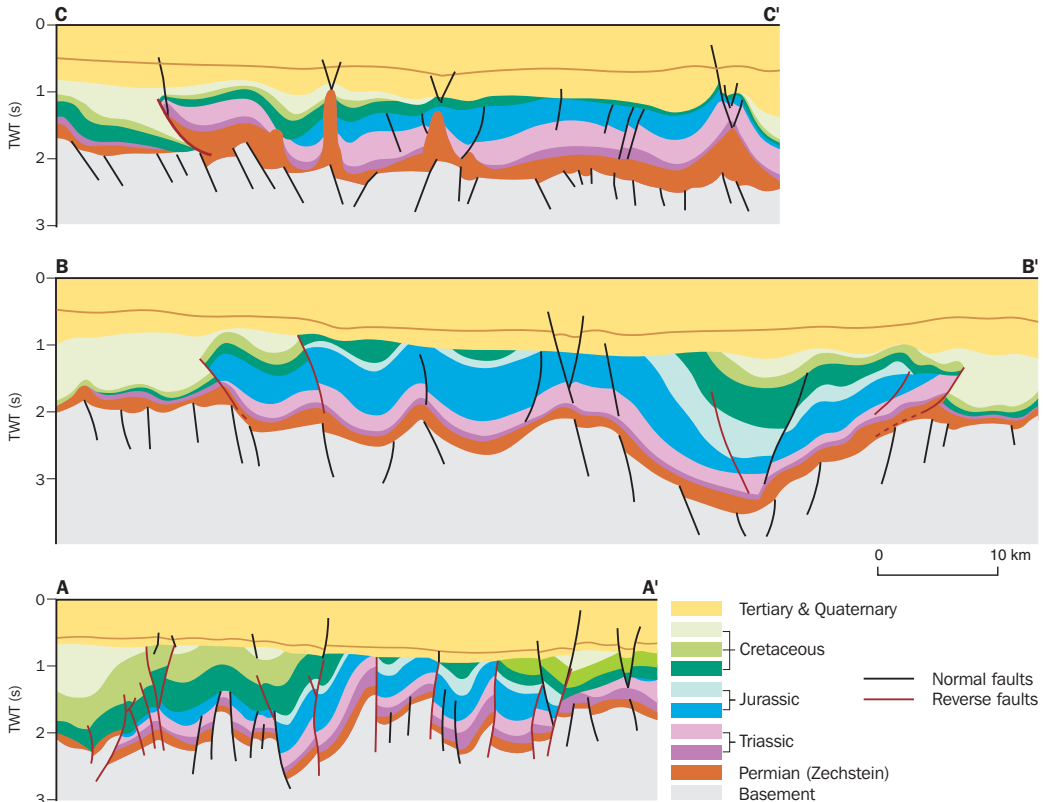 C C'
0
1
TWT (s)
2
3
B B'
0
1
TWT (s)
2
3
0 10 km
A A'
0
1
TWT (s)
2
3
Tertiary & Quaternary
Cretaceous
Jurassic
Triassic
Permian (Zechstein)
Basement
Normal faults
Reverse faults